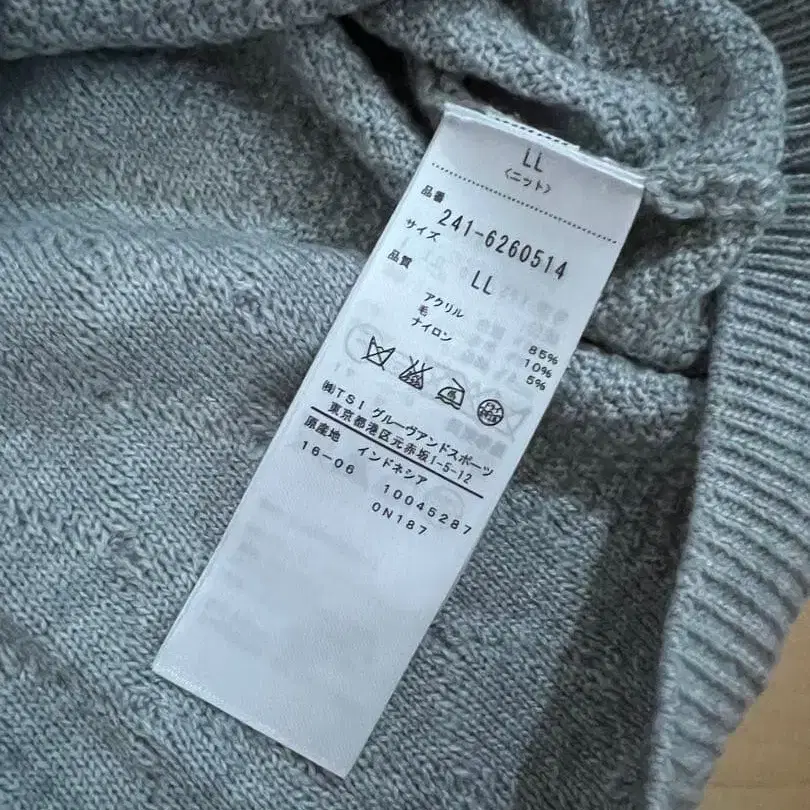 LL
〈ニット〉
品番
241-6260514
サイズ
LL
品質
アクリル 85%
毛 10%
ナイロン 5%
㈱TSI グルーヴアンドスポーツ
東京都港区元赤坂1-5-12
原産地 インドネシア
16-06 10045287
0N187